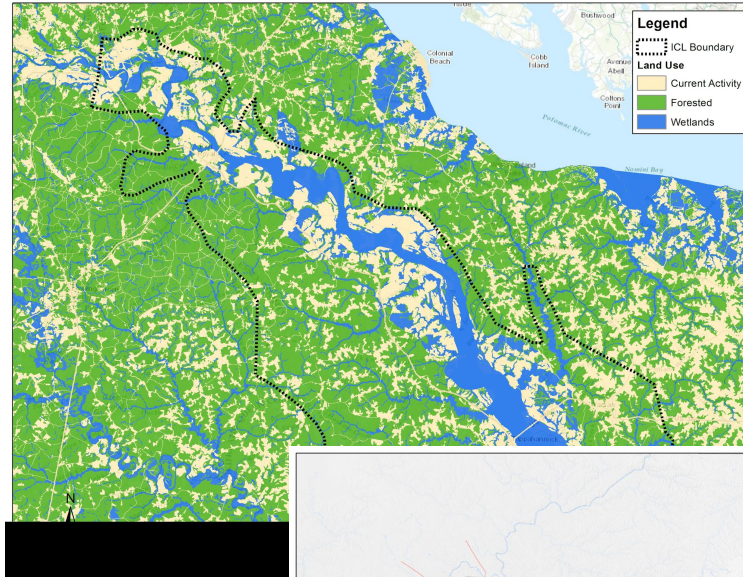 Bushwood
Legend
ICL Boundary
Land Use
Current Activity
Forested
Wetlands
Colonial
Beach
Cobb
Island
Avenue
Abell
Coltons
Point
Potomac River
Nomini Bay
N